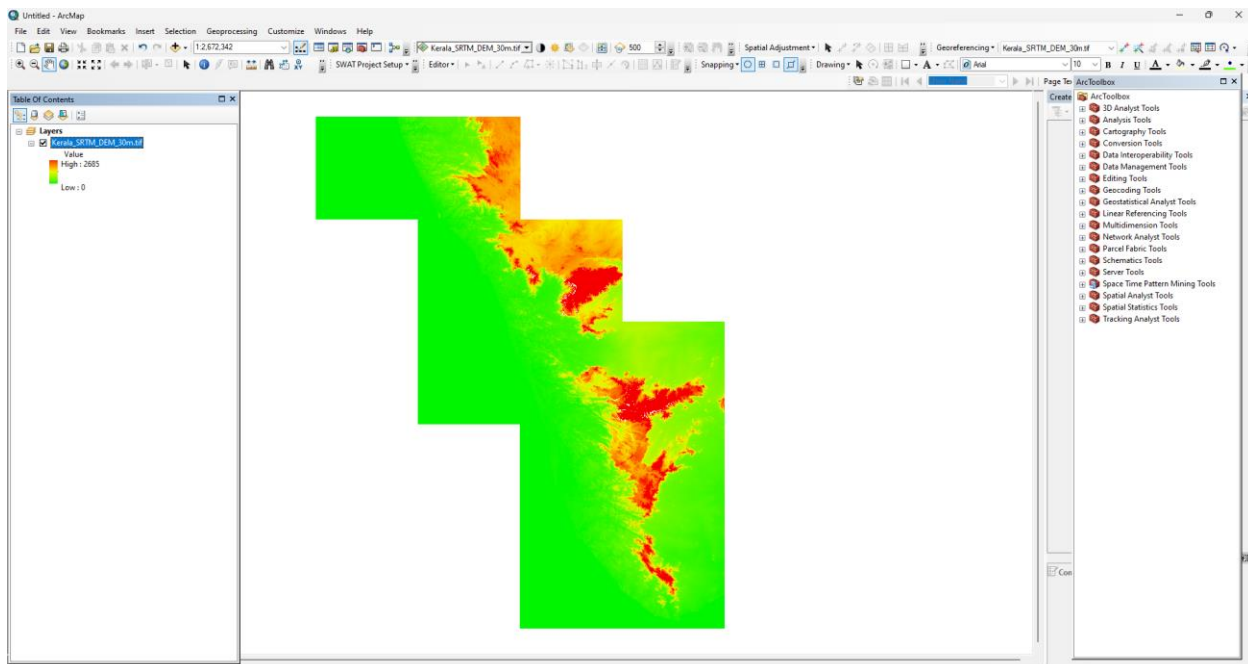 Untitled - ArcMap
File Edit View Bookmarks Insert Selection Geoprocessing Customize Windows Help
1:2,672,342 Kerala_SRTM_DEM_30m.tif 500 Spatial Adjustment Georeferencing Kerala_SRTM_DEM_30m.tif
SWAT Project Setup Editor Snapping Drawing A Arial 10 B I U A
Page Te
Table Of Contents
Layers
Kerala_SRTM_DEM_30m.tif
Value
High : 2685
Low : 0
Create
Con
ArcToolbox
ArcToolbox
3D Analyst Tools
Analysis Tools
Cartography Tools
Conversion Tools
Data Interoperability Tools
Data Management Tools
Editing Tools
Geocoding Tools
Geostatistical Analyst Tools
Linear Referencing Tools
Multidimension Tools
Network Analyst Tools
Parcel Fabric Tools
Schematics Tools
Server Tools
Space Time Pattern Mining Tools
Spatial Analyst Tools
Spatial Statistics Tools
Tracking Analyst Tools